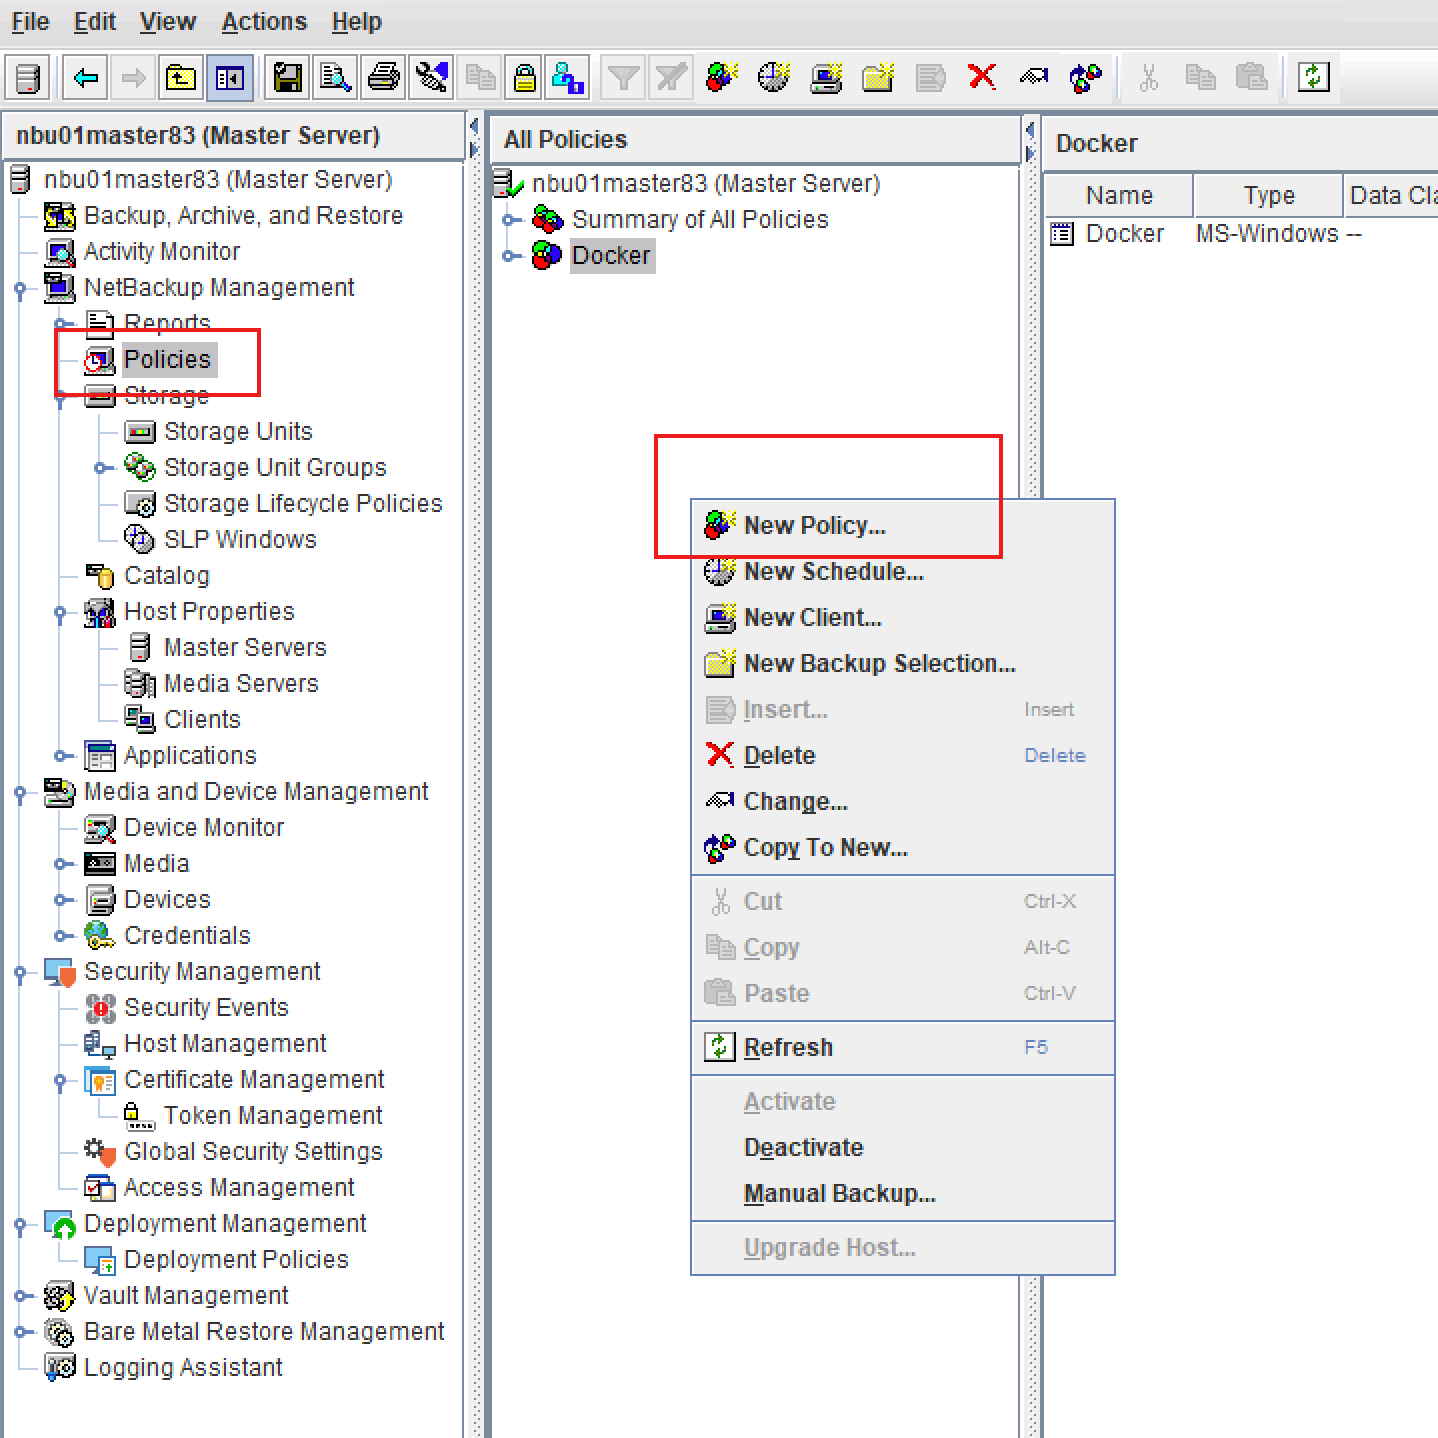 File Edit View Actions Help
nbu01master83 (Master Server)
nbu01master83 (Master Server)
Backup, Archive, and Restore
Activity Monitor
NetBackup Management
Reports
Policies
Storage
Storage Units
Storage Unit Groups
Storage Lifecycle Policies
SLP Windows
Catalog
Host Properties
Master Servers
Media Servers
Clients
Applications
Media and Device Management
Device Monitor
Media
Devices
Credentials
Security Management
Security Events
Host Management
Certificate Management
Token Management
Global Security Settings
Access Management
Deployment Management
Deployment Policies
Vault Management
Bare Metal Restore Management
Logging Assistant
All Policies
nbu01master83 (Master Server)
Summary of All Policies
Docker
New Policy...
New Schedule...
New Client...
New Backup Selection...
Insert... Insert
Delete Delete
Change...
Copy To New...
Cut Ctrl-X
Copy Alt-C
Paste Ctrl-V
Refresh F5
Activate
Deactivate
Manual Backup...
Upgrade Host...
Docker
Name Type Data Cla
Docker MS-Windows --